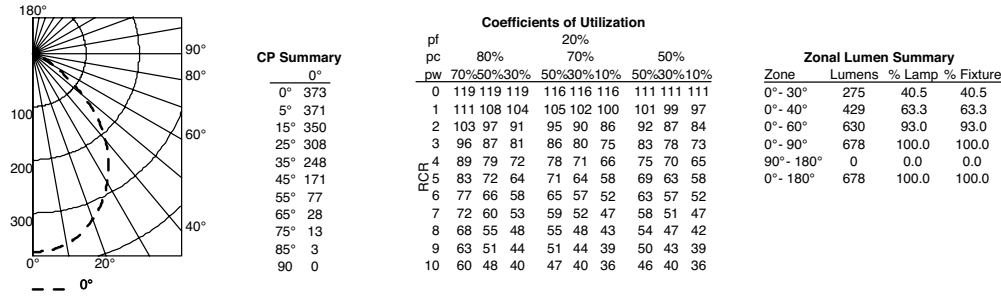 180°
90°
80°
60°
40°
20°
0°
100
200
300
0°
CP Summary
0°
0° 373
5° 371
15° 350
25° 308
35° 248
45° 171
55° 77
65° 28
75° 13
85° 3
90 0
Coefficients of Utilization
pf 20%
pc 80% 70% 50%
pw 70%50%30% 50%30%10% 50%30%10%
RCR
0 119 119 119 116 116 116 111 111 111
1 111 108 104 105 102 100 101 99 97
2 103 97 91 95 90 86 92 87 84
3 96 87 81 86 80 75 83 78 73
4 89 79 72 78 71 66 75 70 65
5 83 72 64 71 64 58 69 63 58
6 77 66 58 65 57 52 63 57 52
7 72 60 53 59 52 47 58 51 47
8 68 55 48 55 48 43 54 47 42
9 63 51 44 51 44 39 50 43 39
10 60 48 40 47 40 36 46 40 36
Zonal Lumen Summary
Zone Lumens % Lamp % Fixture
0°- 30° 275 40.5 40.5
0°- 40° 429 63.3 63.3
0°- 60° 630 93.0 93.0
0°- 90° 678 100.0 100.0
90°- 180° 0 0.0 0.0
0°- 180° 678 100.0 100.0